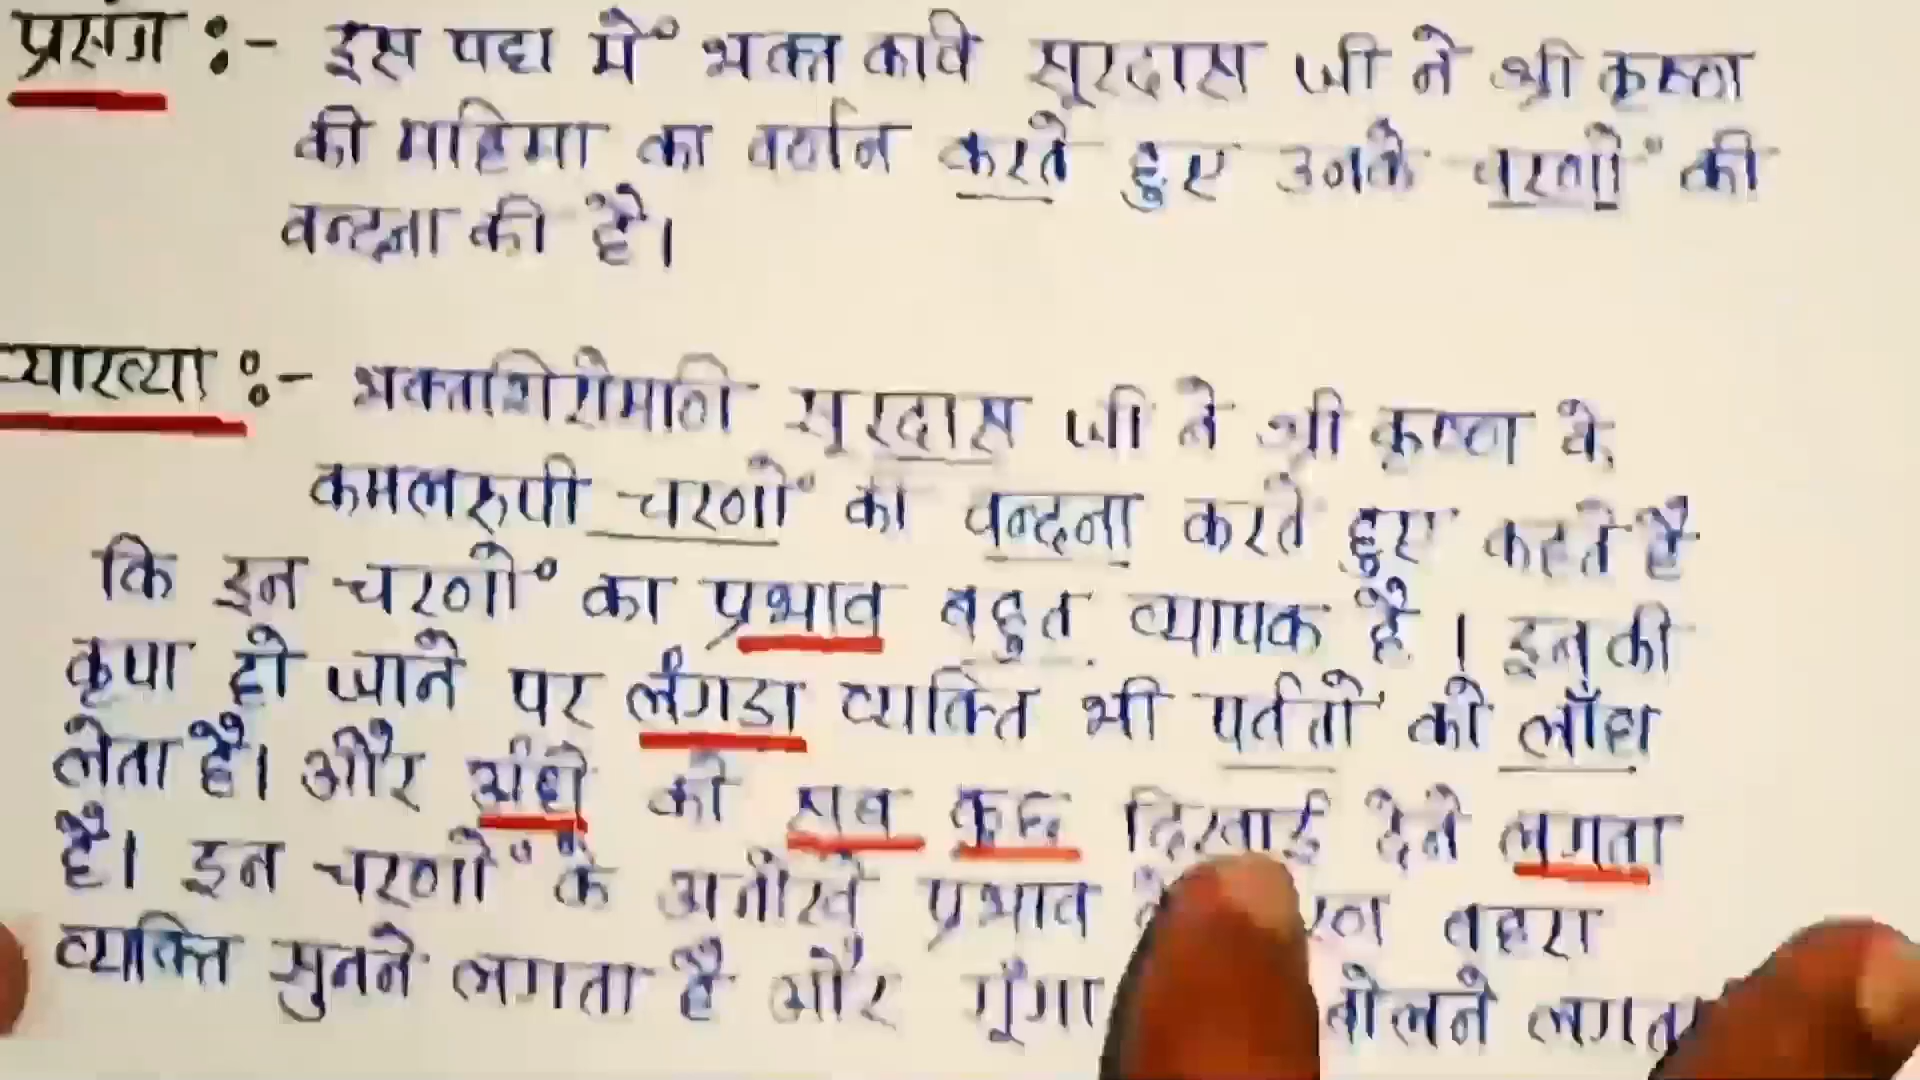 प्रसंग :- इस पद्य में भक्त कवि सूरदास जी ने श्री कृष्ण
की महिमा का वर्णन करते हुए उनके चरणों की
वन्दना की है।
व्याख्या :- भक्तशिरोमणि सूरदास जी ने श्री कृष्ण के
कमलरुपी चरणों की वन्दना करते हुए कहते है
कि इन चरणों का प्रभाव बहुत व्यापक है। इनकी
कृपा हो जाने पर लंगडा व्यक्ति भी पर्वतों को लाँघ
लेता है। और अंधे को सब कुछ दिखाई देने लगता
है। इन चरणों के अनोखे प्रभाव बहरा
व्यक्ति सुनने लगता है और गूँगा बोलने लगता